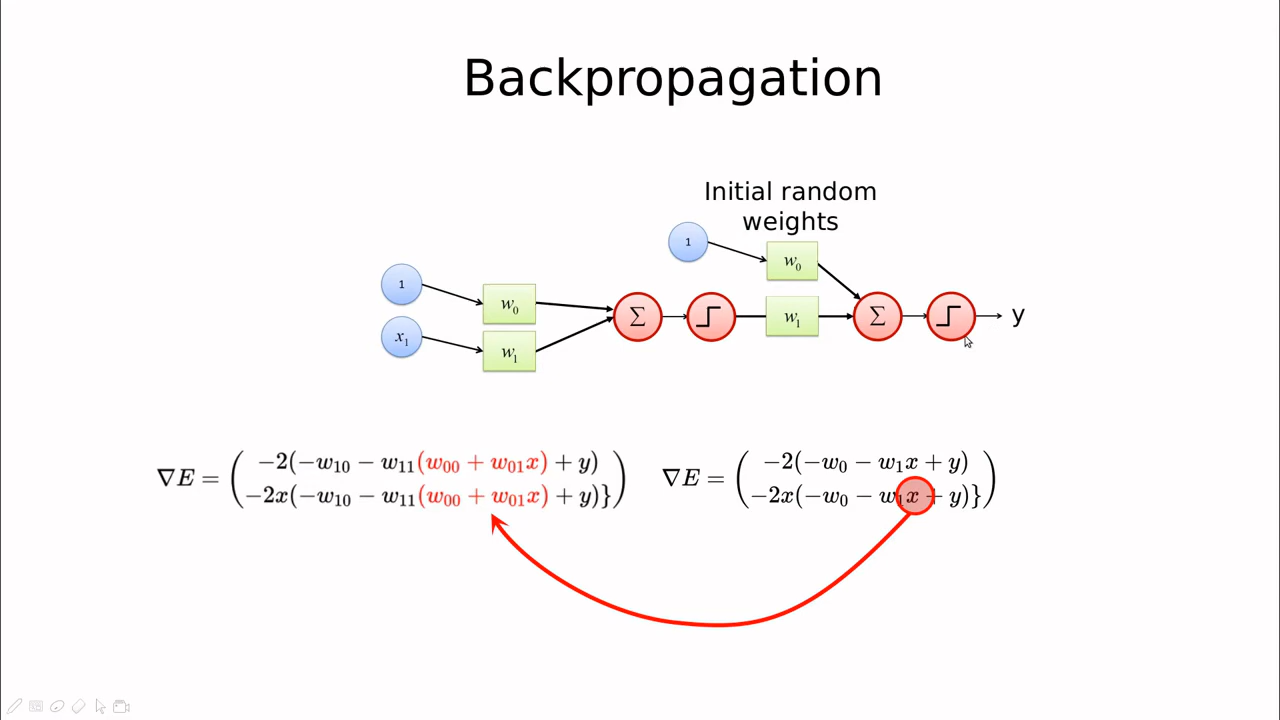 Backpropagation
Initial random
weights
1
w₀
1
w₀
Σ
w₁
Σ
y
x₁
w₁
∇E = ( −2(−w₁₀ − w₁₁(w₀₀ + w₀₁x) + y)
−2x(−w₁₀ − w₁₁(w₀₀ + w₀₁x) + y)} )
∇E = ( −2(−w₀ − w₁x + y)
−2x(−w₀ − w₁x + y)} )